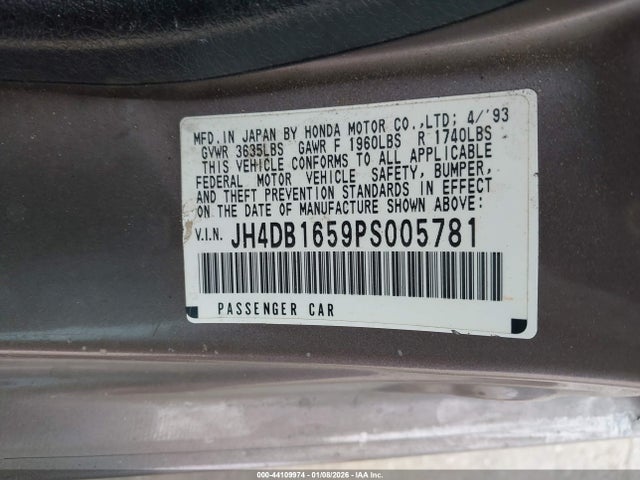 MFD. IN JAPAN BY HONDA MOTOR CO.,LTD; 4/'93
GVWR 3635LBS GAWR F 1960LBS R 1740LBS
THIS VEHICLE CONFORMS TO ALL APPLICABLE
FEDERAL MOTOR VEHICLE SAFETY, BUMPER,
AND THEFT PREVENTION STANDARDS IN EFFECT
ON THE DATE OF MANUFACTURE SHOWN ABOVE:
V.I.N. JH4DB1659PS005781
PASSENGER CAR
000-44109974 | 01/08/2026 - IAAI.COM